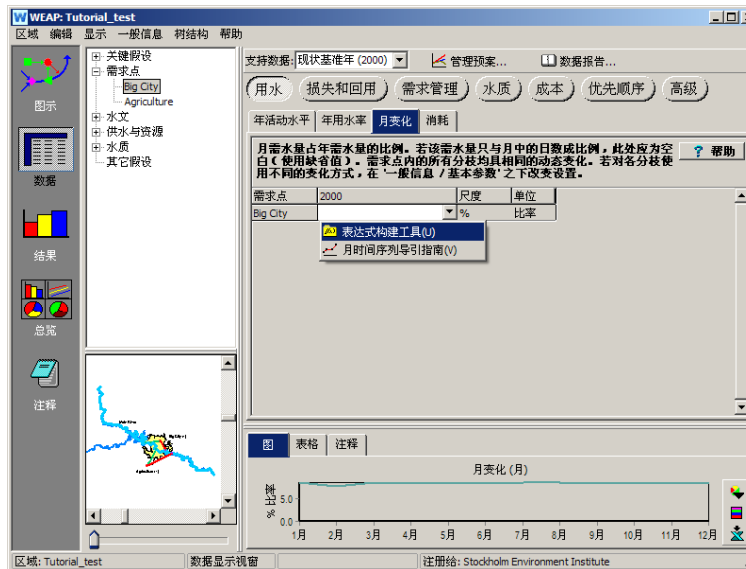 WEAP: Tutorial_test
区域 编辑 显示 一般信息 树结构 帮助
图示
数据
结果
总览
注释
关键假设
需求点
Big City
Agriculture
水文
供水与资源
水质
其它假设
支持数据: 现状基准年 (2000) 管理预案... 数据报告...
用水 损失和回用 需求管理 水质 成本 优先顺序 高级
年活动水平 年用水率 月变化 消耗
月需水量占年需水量的比例。若该需水量只与月中的日数成比例，此处应为空
白（使用缺省值）。需求点内的所有分枝均具相同的动态变化。若对各分枝使
用不同的变化方式，在 '一般信息 / 基本参数' 之下改变设置。
? 帮助
需求点 2000 尺度 单位
Big City % 比率
表达式构建工具(U)
月时间序列导引指南(V)
图 表格 注释
月变化 (月)
% 比率
5.0
0.0
1月 2月 3月 4月 5月 6月 7月 8月 9月 10月 11月 12月
区域: Tutorial_test 数据显示视窗 注册给: Stockholm Environment Institute